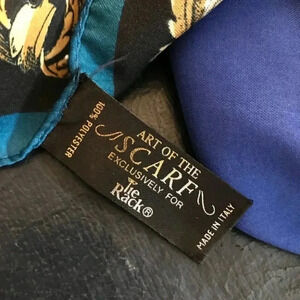 100% POLYESTER
ART OF THE
SCARF
EXCLUSIVELY FOR
Tie
Rack®
MADE IN ITALY